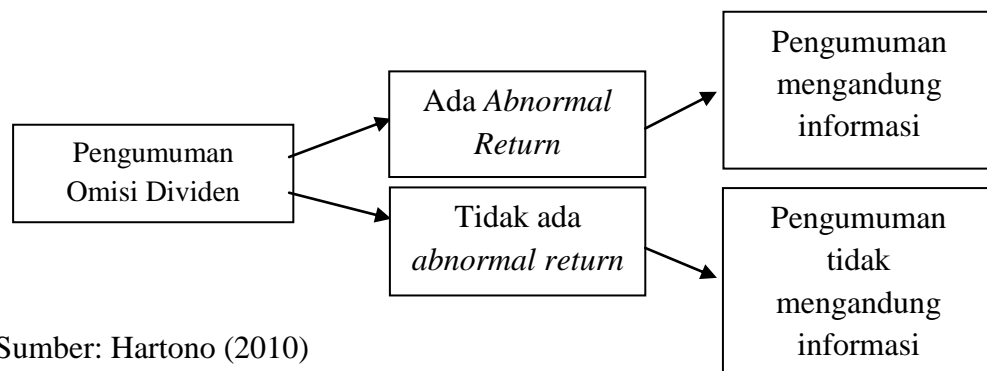 Pengumuman
Omisi Dividen
Ada Abnormal
Return
Pengumuman
mengandung
informasi
Tidak ada
abnormal return
Pengumuman
tidak
mengandung
informasi
Sumber: Hartono (2010)